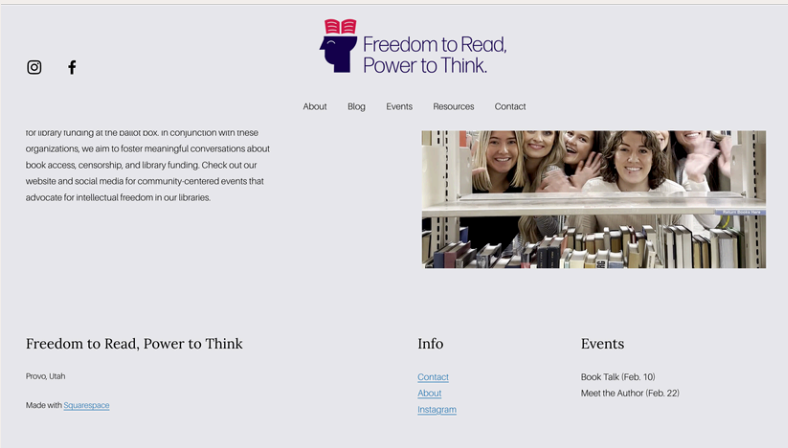 Freedom to Read,
Power to Think.
About Blog Events Resources Contact
for library funding at the ballot box. In conjunction with these
organizations, we aim to foster meaningful conversations about
book access, censorship, and library funding. Check out our
website and social media for community-centered events that
advocate for intellectual freedom in our libraries.
Return Books Here
Freedom to Read, Power to Think
Provo, Utah
Made with Squarespace
Info
Contact
About
Instagram
Events
Book Talk (Feb. 10)
Meet the Author (Feb. 22)